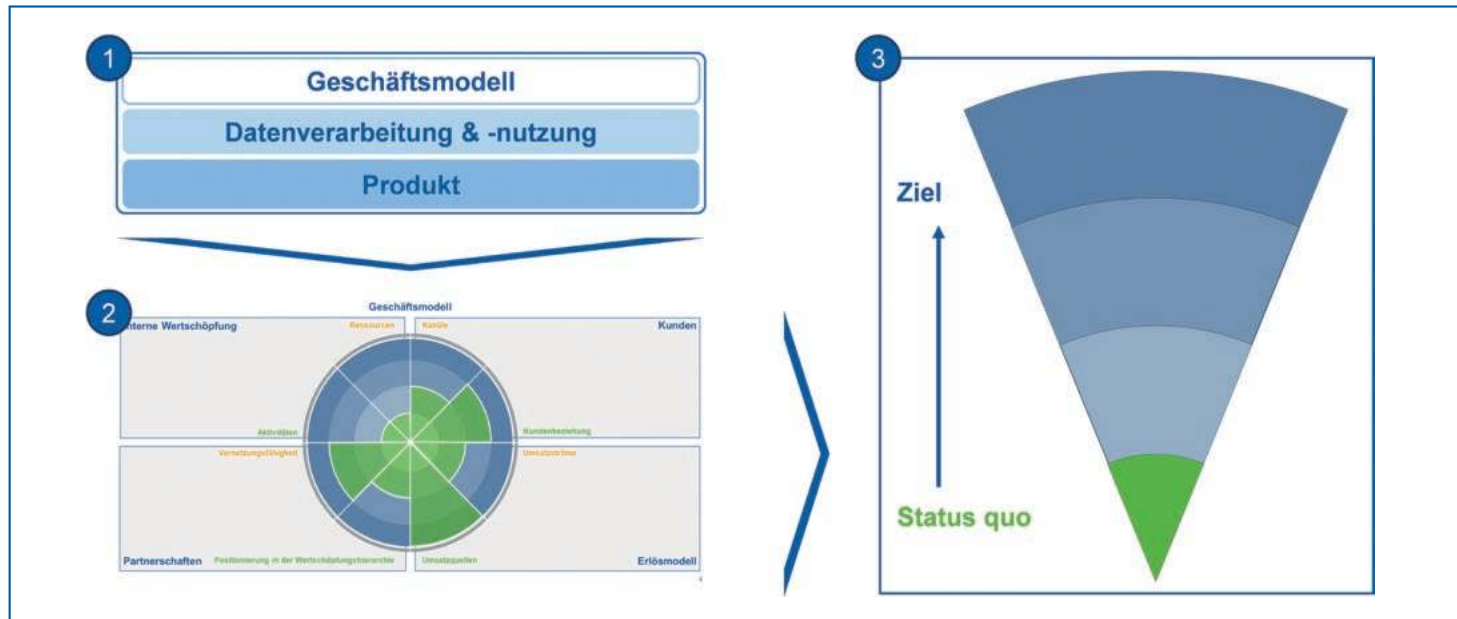 1
Geschäftsmodell
Datenverarbeitung & -nutzung
Produkt
2
Geschäftsmodell
Interne Wertschöpfung
Ressourcen
Kanäle
Kunden
Aktivitäten
Kundenbeziehung
Vernetzungsfähigkeit
Umsatzströme
Partnerschaften
Positionierung in der Wertschöpfungshierarchie
Umsatzquellen
Erlösmodell
3
Ziel
Status quo